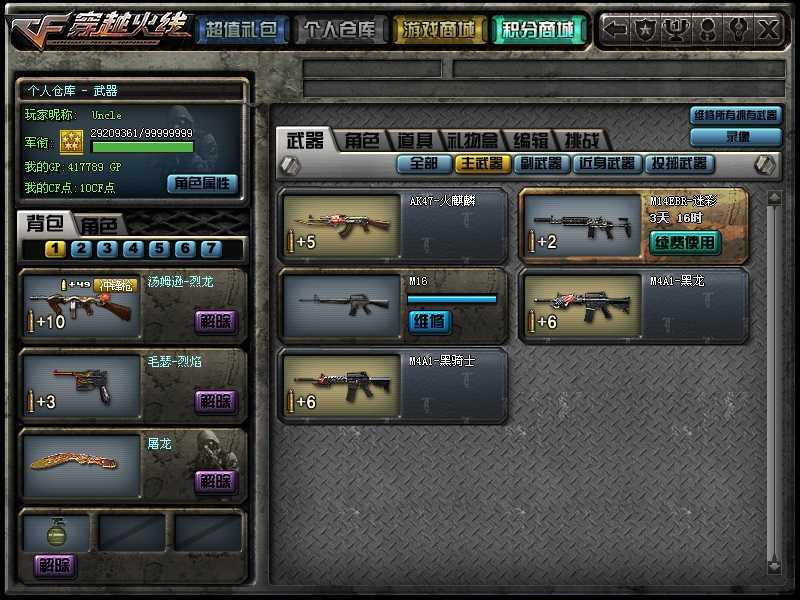 CF 穿越火线
超值礼包 个人仓库 游戏商城 积分商城
个人仓库 - 武器
玩家昵称: Uncle
军衔: 29209361/99999999
我的GP:417789 GP
我的CF点:10CF点
角色属性
背包 角色
1 2 3 4 5 6 7
+49 冲锋枪 汤姆逊-烈龙
+10 解除
毛瑟-烈焰
+3 解除
屠龙
解除
解除
维修所有拥有武器
录像
武器 角色 道具 礼物盒 编辑 挑战
全部 主武器 副武器 近身武器 投掷武器
AK47-火麒麟
+5
M14EBR-迷彩
3天 16时
+2 续费使用
M16
维修
M4A1-黑龙
+6
M4A1-黑骑士
+6